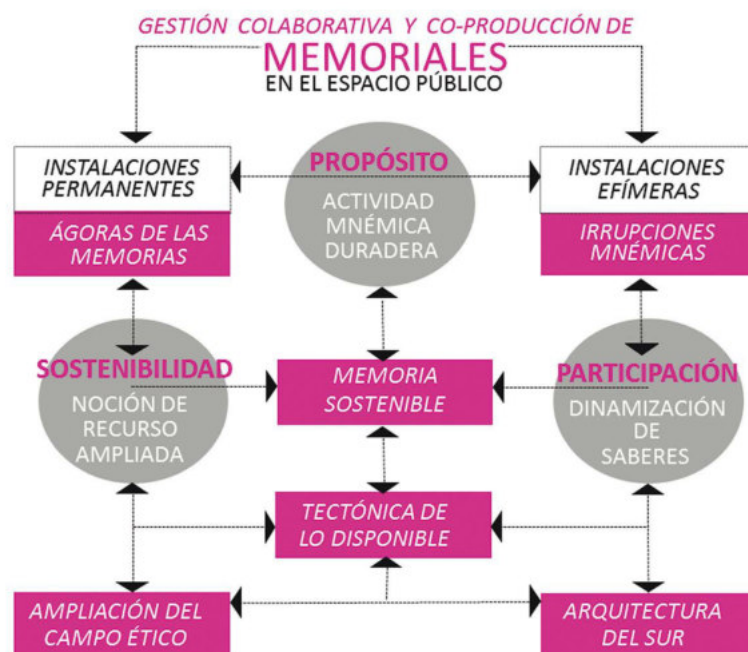 GESTIÓN COLABORATIVA Y CO-PRODUCCIÓN DE
MEMORIALES
EN EL ESPACIO PÚBLICO
INSTALACIONES
PERMANENTES
ÁGORAS DE LAS
MEMORIAS
PROPÓSITO
ACTIVIDAD
MNÉMICA
DURADERA
INSTALACIONES
EFÍMERAS
IRRUPCIONES
MNÉMICAS
SOSTENIBILIDAD
NOCIÓN DE
RECURSO
AMPLIADA
MEMORIA
SOSTENIBLE
PARTICIPACIÓN
DINAMIZACIÓN
DE
SABERES
TECTÓNICA DE
LO DISPONIBLE
AMPLIACIÓN DEL
CAMPO ÉTICO
ARQUITECTURA
DEL SUR